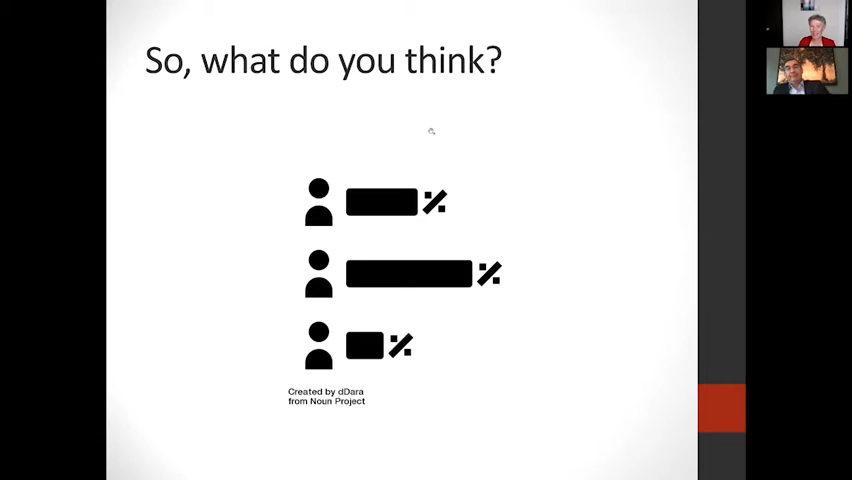 So, what do you think?
%
%
%
Created by dDara
from Noun Project